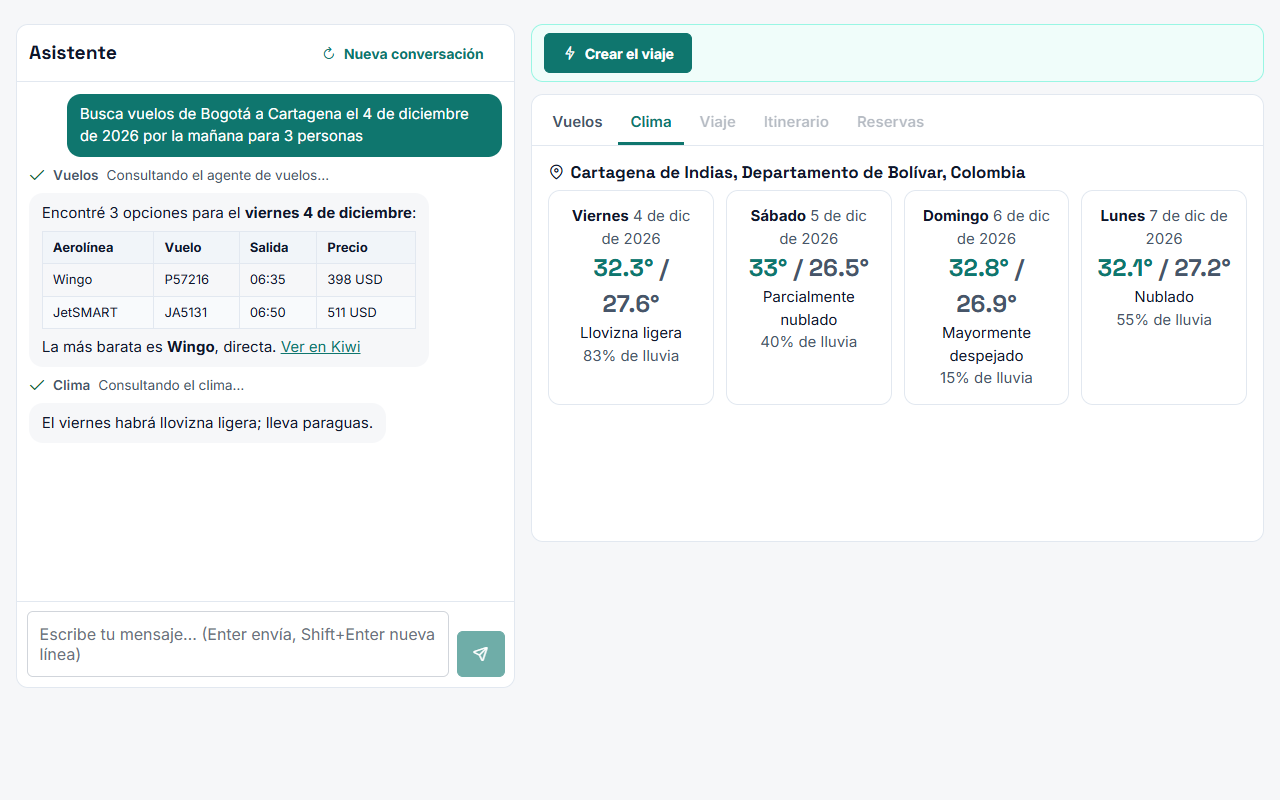 Asistente
Nueva conversación
Busca vuelos de Bogotá a Cartagena el 4 de diciembre
de 2026 por la mañana para 3 personas
Vuelos Consultando el agente de vuelos...
Encontré 3 opciones para el viernes 4 de diciembre:
Aerolínea Vuelo Salida Precio
Wingo P57216 06:35 398 USD
JetSMART JA5131 06:50 511 USD
La más barata es Wingo, directa. Ver en Kiwi
Clima Consultando el clima...
El viernes habrá llovizna ligera; lleva paraguas.
Escribe tu mensaje... (Enter envía, Shift+Enter nueva
línea)
Crear el viaje
Vuelos Clima Viaje Itinerario Reservas
Cartagena de Indias, Departamento de Bolívar, Colombia
Viernes 4 de dic
de 2026
32.3° /
27.6°
Llovizna ligera
83% de lluvia
Sábado 5 de dic
de 2026
33° / 26.5°
Parcialmente
nublado
40% de lluvia
Domingo 6 de dic
de 2026
32.8° /
26.9°
Mayormente
despejado
15% de lluvia
Lunes 7 de dic de
2026
32.1° / 27.2°
Nublado
55% de lluvia